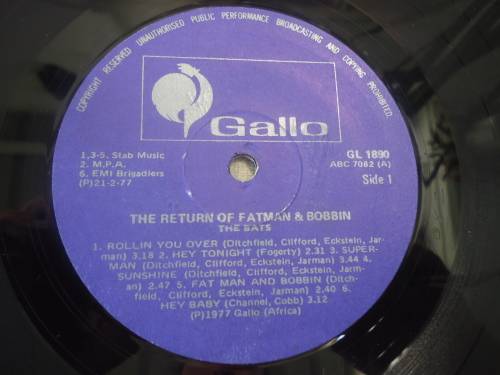 COPYRIGHT RESERVED UNAUTHORISED PUBLIC PERFORMANCE BROADCASTING AND COPYING PROHIBITED.
Gallo
1,3-5. Stab Music
2. M.P.A.
6. EMI Brigadiers
(P)21-2-77
GL 1890
ABC 7082 (A)
Side 1
THE RETURN OF FATMAN & BOBBIN
THE BATS
1. ROLLIN YOU OVER (Ditchfield, Clifford, Eckstein, Jar-
man) 3.18 2. HEY TONIGHT (Fogerty) 2.31 3. SUPER-
MAN (Ditchfield, Clifford, Eckstein, Jarman) 3.44 4.
SUNSHINE (Ditchfield, Clifford, Eckstein, Jarm-
an) 2.47 5. FAT MAN AND BOBBIN (Ditch-
field, Clifford, Eckstein, Jarman) 2.40 6.
HEY BABY (Channel, Cobb) 3.12
(P)1977 Gallo (Africa)